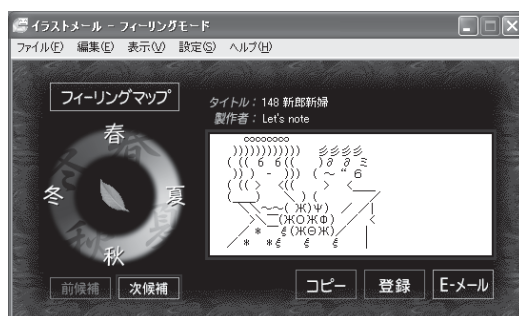 イラストメール － フィーリングモード
ファイル(F) 編集(E) 表示(V) 設定(S) ヘルプ(H)
フィーリングマップ
タイトル：148 新郎新婦
製作者：Let's note
春
冬
夏
秋
前候補 次候補
コピー 登録 E-メール